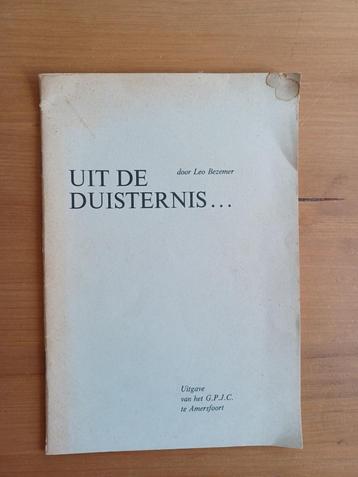 door Leo Bezemer
UIT DE
DUISTERNIS...
Uitgave
van het G.P.J.C.
te Amersfoort